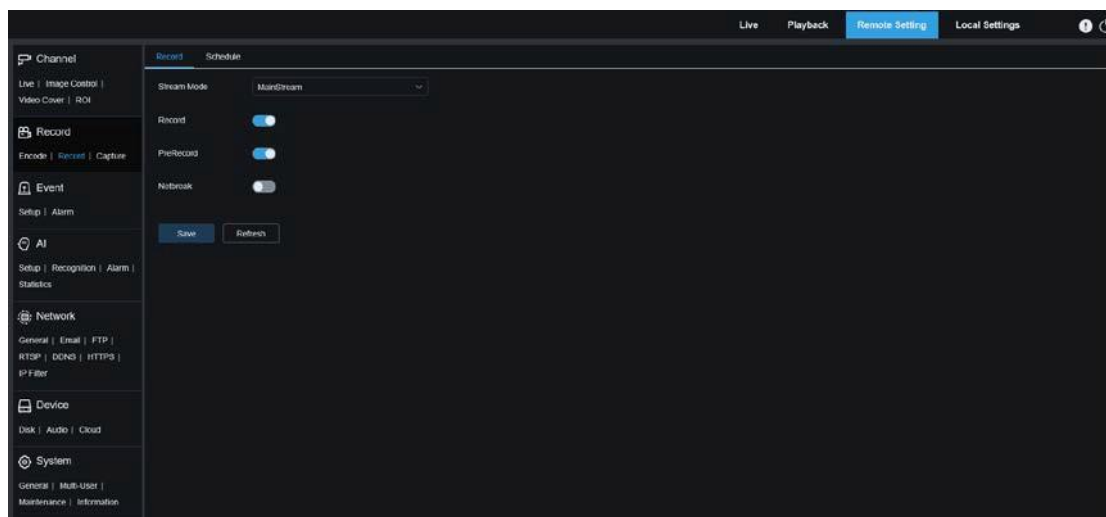 Live Playback Remote Setting Local Settings
Channel
Live | Image Control |
Video Cover | ROI
Record
Encode | Record | Capture
Event
Setup | Alarm
AI
Setup | Recognition | Alarm |
Statistics
Network
General | Email | FTP |
RTSP | DDNS | HTTPS |
IP Filter
Device
Disk | Audio | Cloud
System
General | Multi-User |
Maintenance | Information
Record Schedule
Stream Mode MainStream
Record
PreRecord
Netbroak
Save Refresh